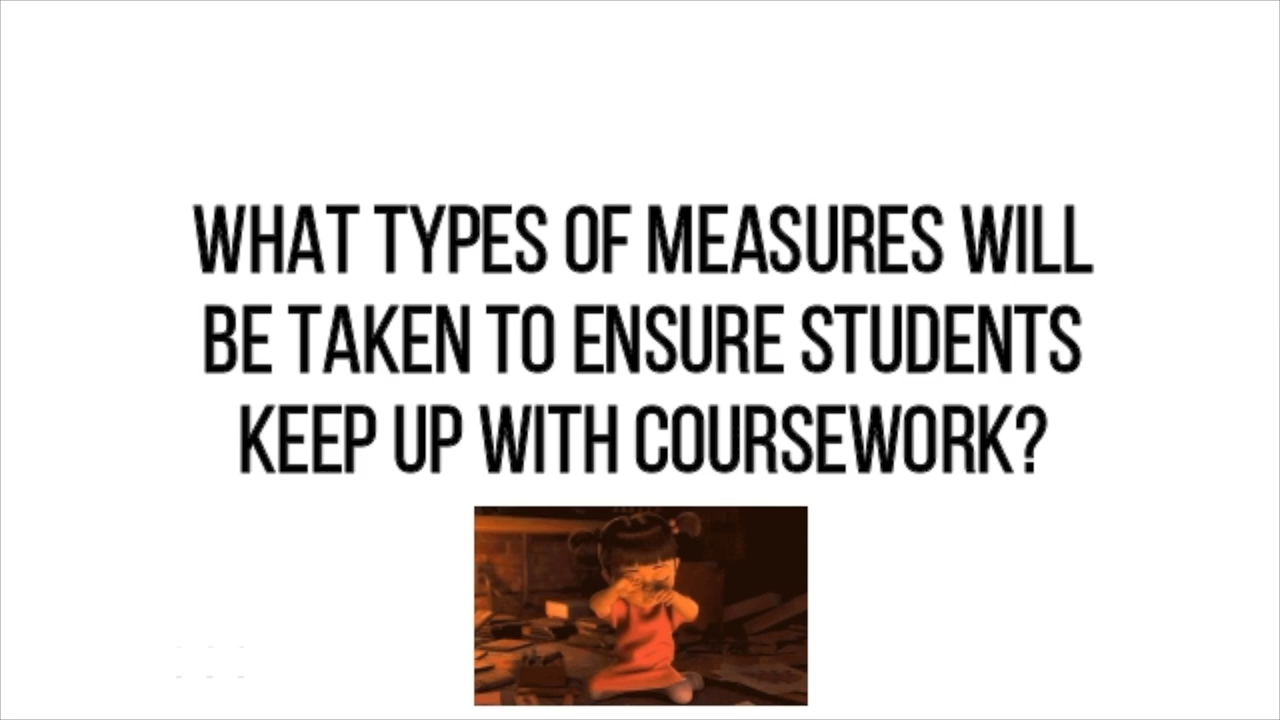 WHAT TYPES OF MEASURES WILL
BE TAKEN TO ENSURE STUDENTS
KEEP UP WITH COURSEWORK?